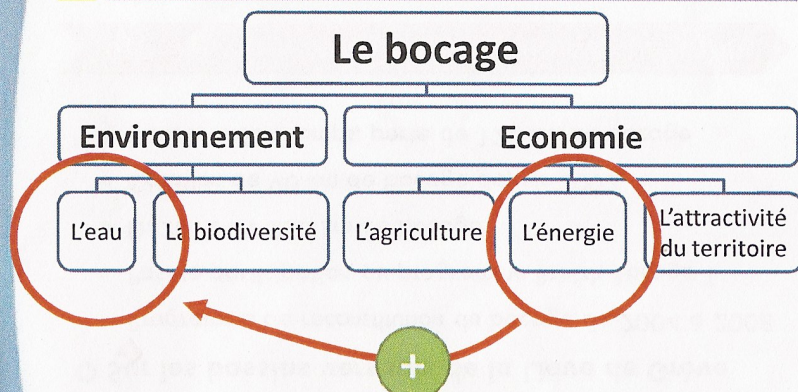 Le bocage
Environnement
Economie
L'eau
La biodiversité
L'agriculture
L'énergie
L'attractivité
du territoire
+